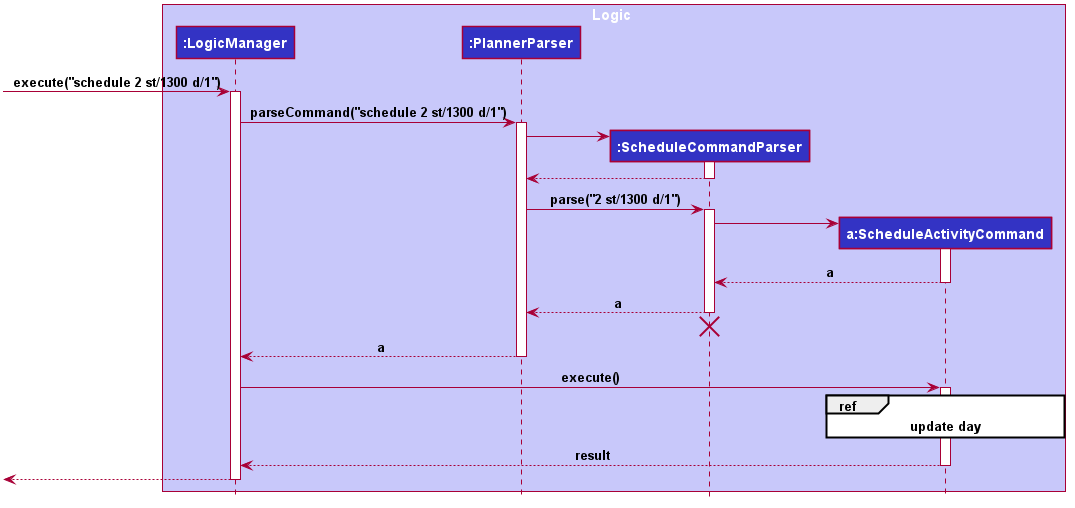 Logic
:LogicManager
:PlannerParser
execute("schedule 2 st/1300 d/1")
parseCommand("schedule 2 st/1300 d/1")
:ScheduleCommandParser
parse("2 st/1300 d/1")
a:ScheduleActivityCommand
a
a
a
execute()
ref
update day
result